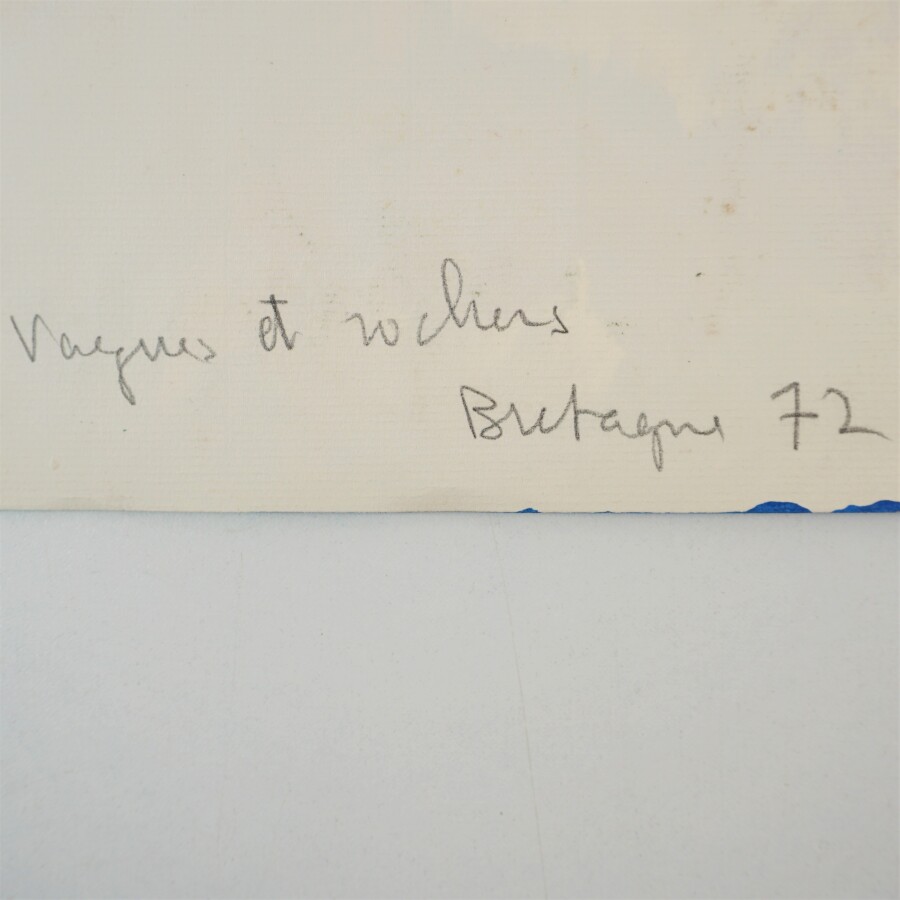 Vagues et rochers
Bretagne 72